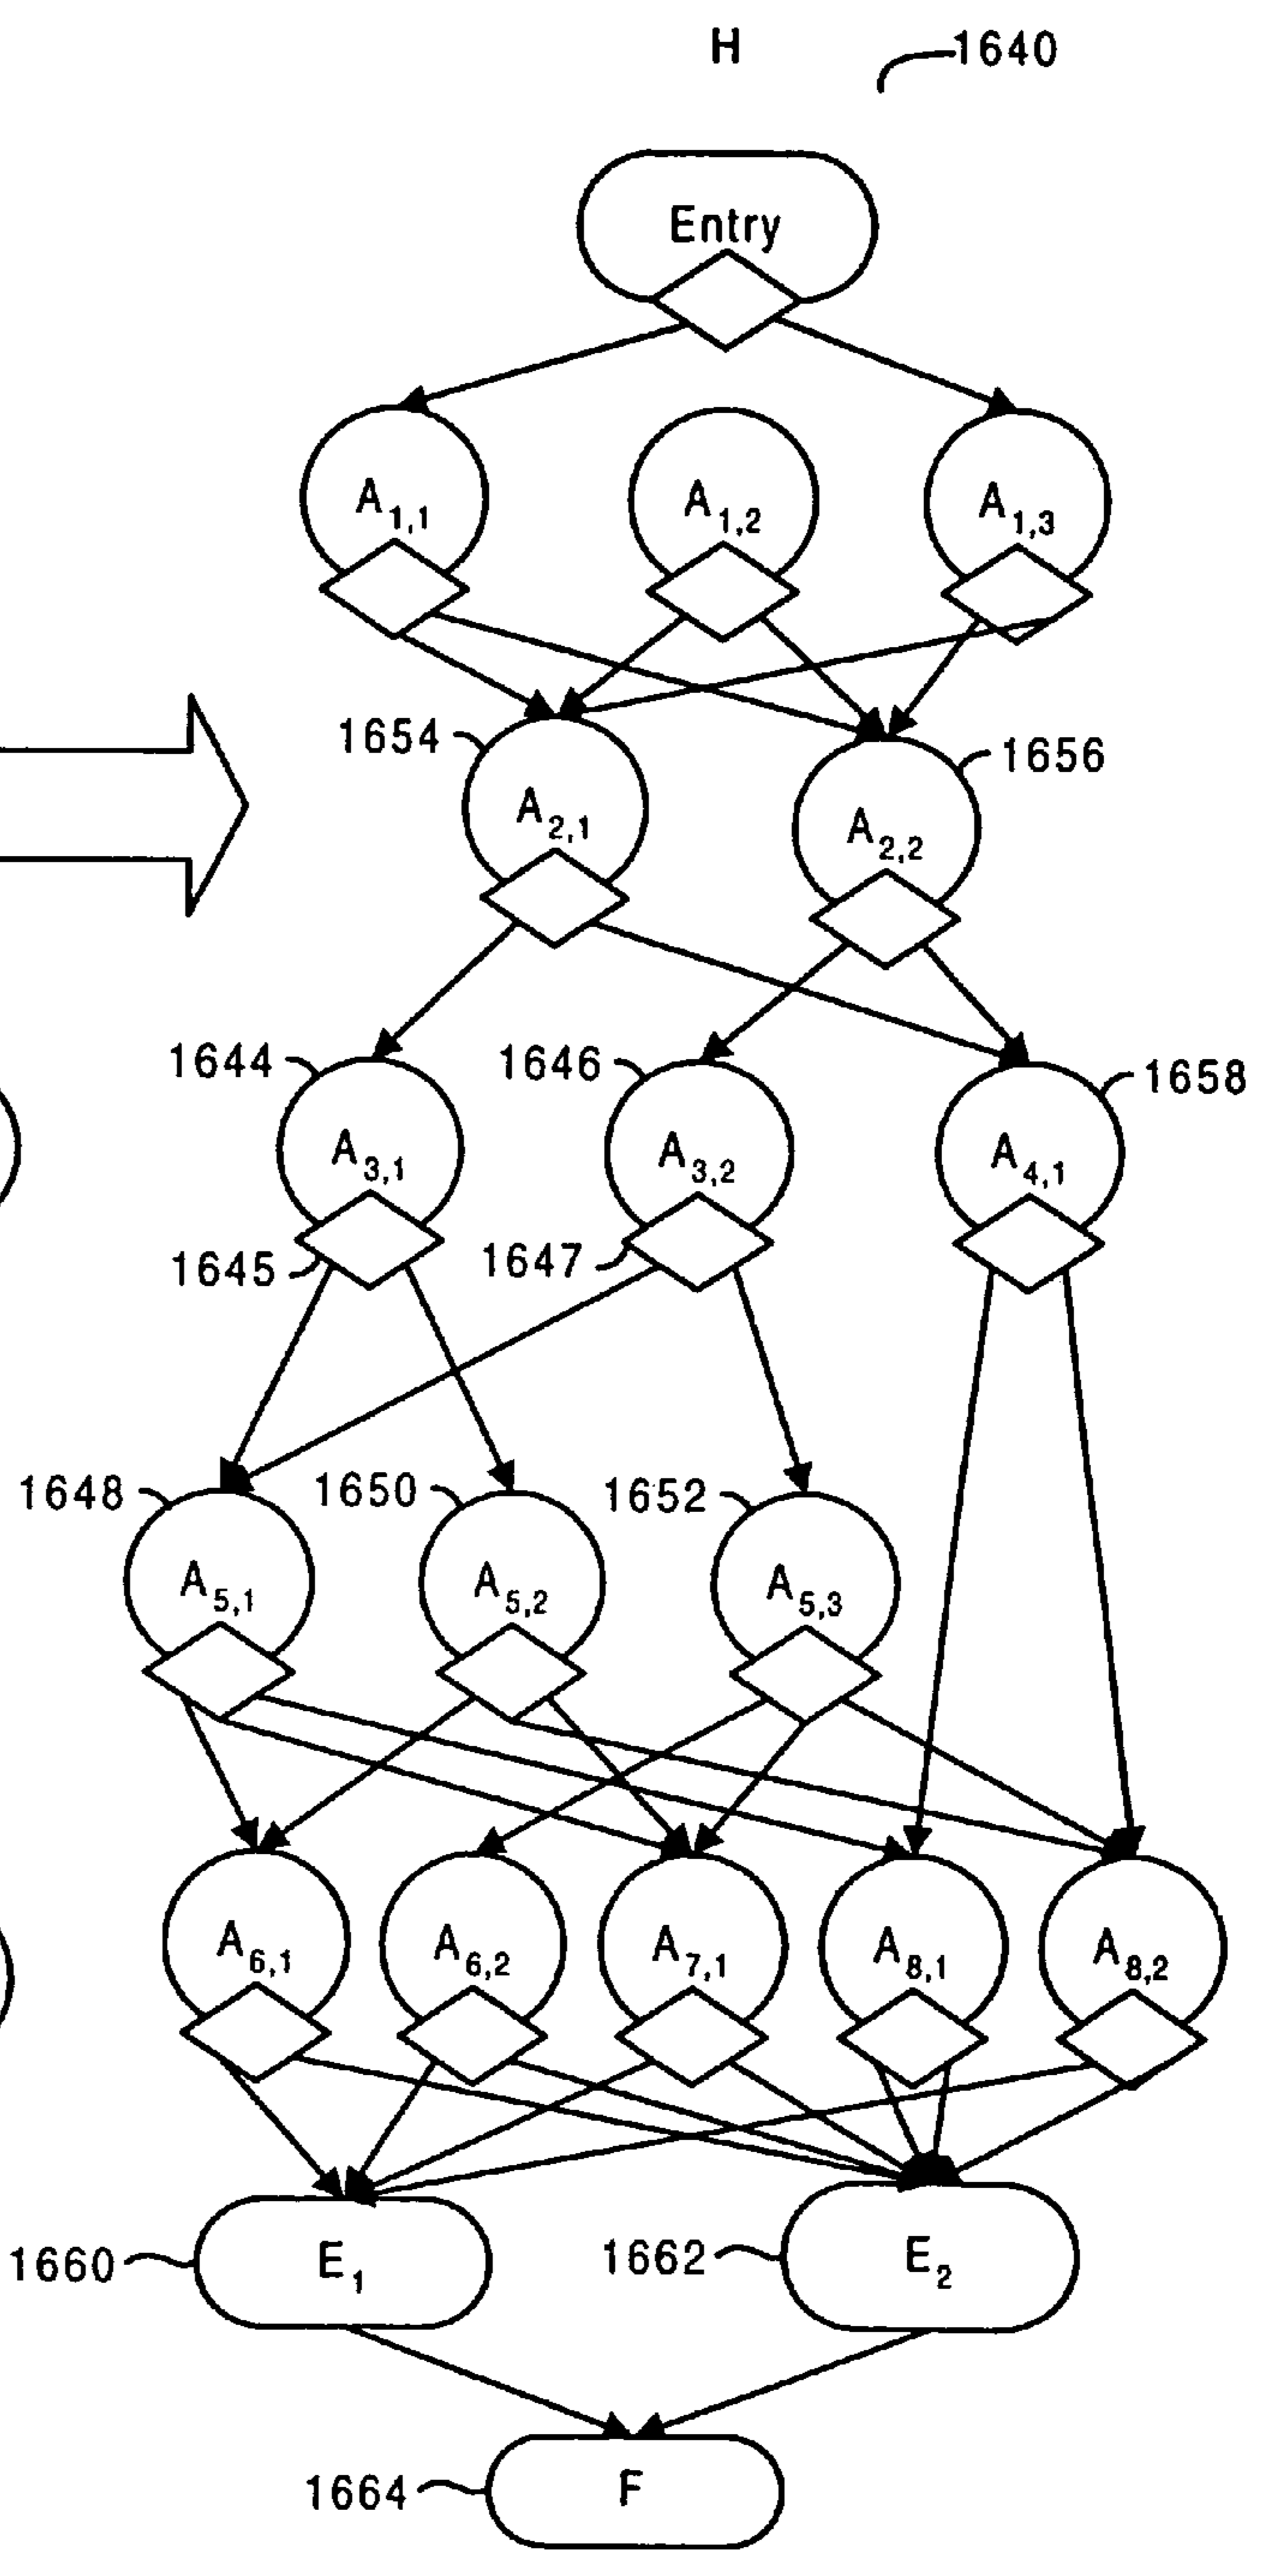 H
1640
Entry
A1,1
A1,2
A1,3
1654
1656
A2,1
A2,2
1644
1646
1658
A3,1
A3,2
A4,1
1645
1647
1648
1650
1652
A5,1
A5,2
A5,3
A6,1
A6,2
A7,1
A8,1
A8,2
1660
E1
1662
E2
1664
F